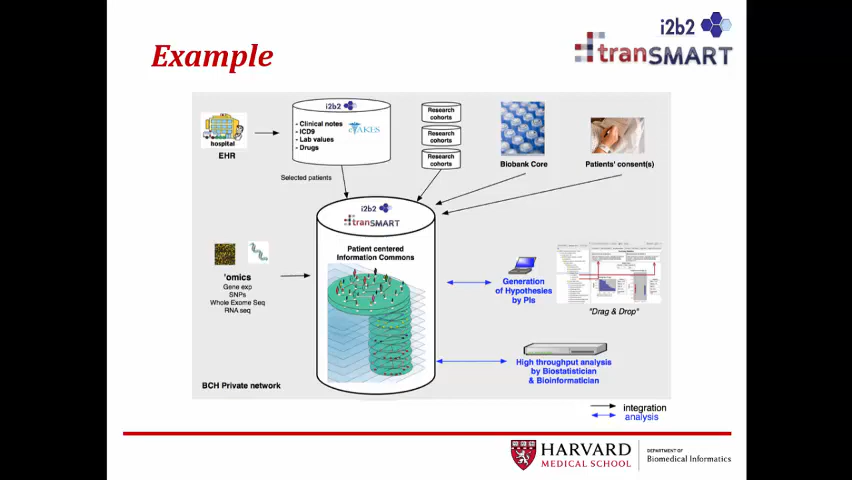 Example
i2b2
tranSMART
i2b2
- Clinical notes
- ICD9
- Lab values
- Drugs
cTAKES
hospital
EHR
Research
cohorts
Research
cohorts
Research
cohorts
Biobank Core
Patients' consent(s)
Selected patients
i2b2
tranSMART
Patient centered
Information Commons
'omics
Gene exp
SNPs
Whole Exome Seq
RNA seq
Generation
of Hypotheses
by PIs
"Drag & Drop"
High throughput analysis
by Biostatistician
& Bioinformatician
BCH Private network
integration
analysis
HARVARD
MEDICAL SCHOOL
DEPARTMENT OF
Biomedical Informatics